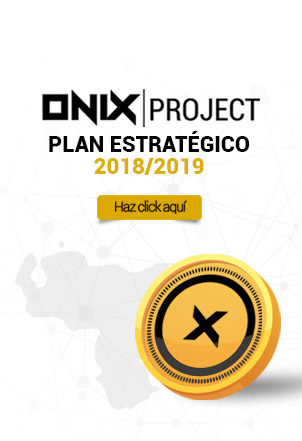 ONIX|PROJECT
PLAN ESTRATÉGICO
2018/2019
Haz click aquí
X